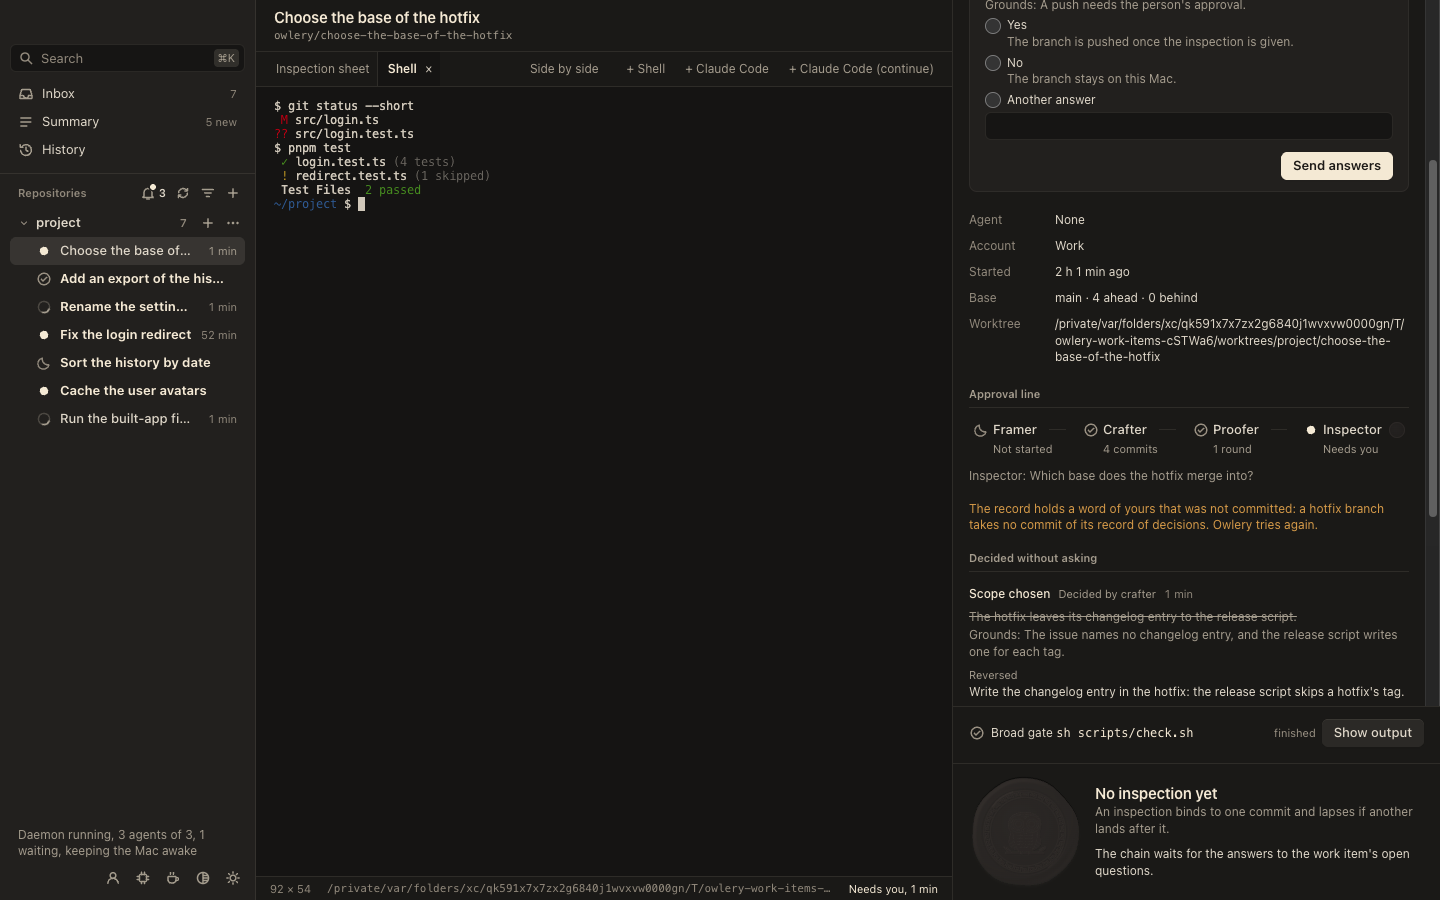 Search ⌘K
Inbox 7
Summary 5 new
History
Repositories 3
project 7
Choose the base of... 1 min
Add an export of the his...
Rename the settin... 1 min
Fix the login redirect 52 min
Sort the history by date
Cache the user avatars
Run the built-app fi... 1 min
Daemon running, 3 agents of 3, 1
waiting, keeping the Mac awake
Choose the base of the hotfix
owlery/choose-the-base-of-the-hotfix
Inspection sheet Shell × Side by side + Shell + Claude Code + Claude Code (continue)
$ git status --short
M src/login.ts
?? src/login.test.ts
$ pnpm test
✓ login.test.ts (4 tests)
! redirect.test.ts (1 skipped)
Test Files 2 passed
~/project $
92 × 54 /private/var/folders/xc/qk591x7x7zx2g6840j1wvxvw0000gn/T/owlery-work-items-… Needs you, 1 min
Grounds: A push needs the person's approval.
Yes
The branch is pushed once the inspection is given.
No
The branch stays on this Mac.
Another answer
Send answers
Agent None
Account Work
Started 2 h 1 min ago
Base main · 4 ahead · 0 behind
Worktree /private/var/folders/xc/qk591x7x7zx2g6840j1wvxvw0000gn/T/
owlery-work-items-cSTWa6/worktrees/project/choose-the-
base-of-the-hotfix
Approval line
Framer Crafter Proofer Inspector
Not started 4 commits 1 round Needs you
Inspector: Which base does the hotfix merge into?
The record holds a word of yours that was not committed: a hotfix branch
takes no commit of its record of decisions. Owlery tries again.
Decided without asking
Scope chosen Decided by crafter 1 min
The hotfix leaves its changelog entry to the release script.
Grounds: The issue names no changelog entry, and the release script writes
one for each tag.
Reversed
Write the changelog entry in the hotfix: the release script skips a hotfix's tag.
Broad gate sh scripts/check.sh finished Show output
No inspection yet
An inspection binds to one commit and lapses if another
lands after it.
The chain waits for the answers to the work item's open
questions.